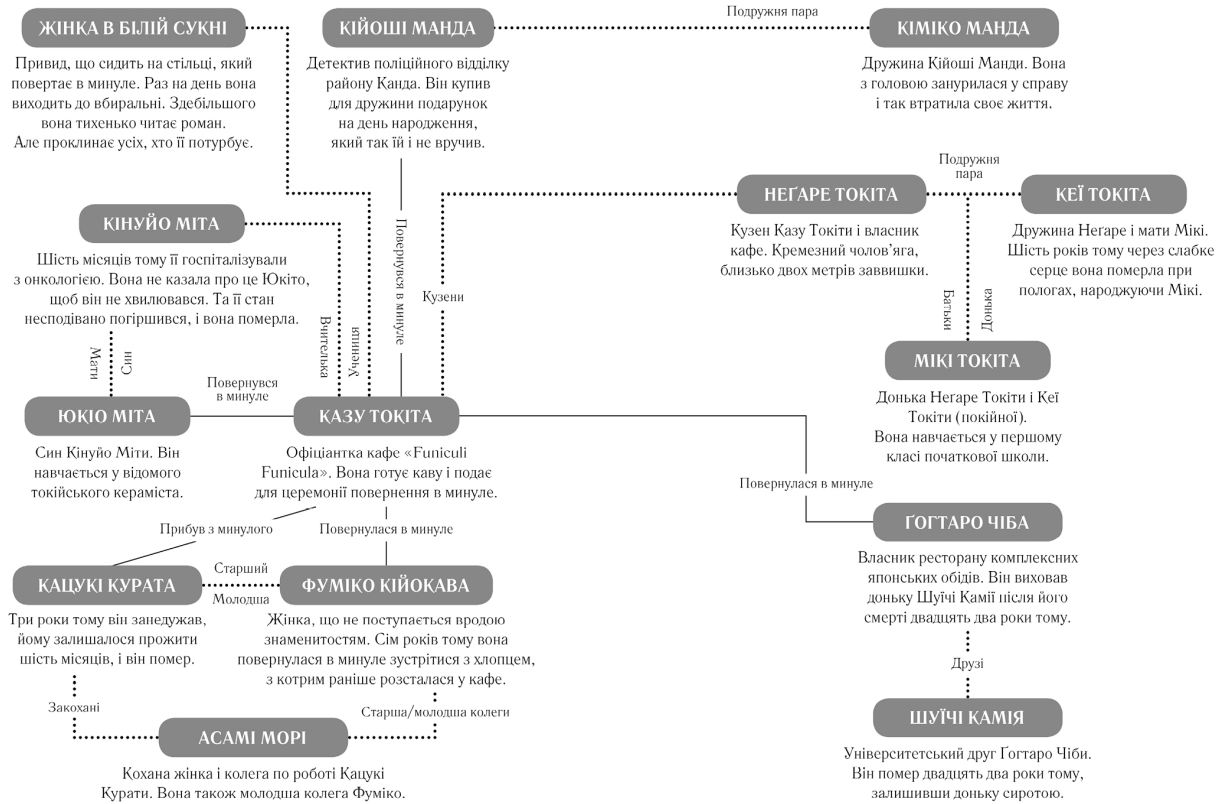 ЖІНКА В БІЛІЙ СУКНІ
Привид, що сидить на стільці, який
повертає в минуле. Раз на день вона
виходить до вбиральні. Здебільшого
вона тихенько читає роман.
Але проклинає усіх, хто її потурбує.
КІЙОШІ МАНДА
Детектив поліційного відділку
району Канда. Він купив
для дружини подарунок
на день народження,
який так їй і не вручив.
Подружня пара
КІМІКО МАНДА
Дружина Кійоші Манди. Вона
з головою занурилася у справу
і так втратила своє життя.
КІНУЙО МІТА
Шість місяців тому її госпіталізували
з онкологією. Вона не казала про це Юкіто,
щоб він не хвилювався. Та її стан
несподівано погіршився, і вона померла.
Вчителька
Учениця
Повернувся в минуле
Кузени
НЕҐАРЕ ТОКІТА
Кузен Казу Токіти і власник
кафе. Кремезний чолов’яга,
близько двох метрів заввишки.
Подружня
пара
КЕЇ ТОКІТА
Дружина Неґаре і мати Мікі.
Шість років тому через слабке
серце вона померла при
пологах, народжуючи Мікі.
Батьки
Донька
МІКІ ТОКІТА
Донька Неґаре Токіти і Кеї
Токіти (покійної).
Вона навчається у першому
класі початкової школи.
Мати
Син
ЮКІО МІТА
Син Кінуйо Міти. Він
навчається у відомого
токійського кераміста.
Повернувся
в минуле
КАЗУ ТОКІТА
Офіціантка кафе «Funiculi
Funicula». Вона готує каву і подає
для церемонії повернення в минуле.
Повернулася в минуле
ҐОГТАРО ЧІБА
Власник ресторану комплексних
японських обідів. Він виховав
доньку Шуїчі Камії після його
смерті двадцять два роки тому.
Друзі
ШУЇЧІ КАМІЯ
Університетський друг Ґогтаро Чіби.
Він помер двадцять два роки тому,
залишивши доньку сиротою.
Прибув з минулого
Повернулася в минуле
КАЦУКІ КУРАТА
Три роки тому він занедужав,
йому залишалося прожити
шість місяців, і він помер.
Старший
Молодша
ФУМІКО КІЙОКАВА
Жінка, що не поступається вродою
знаменитостям. Сім років тому вона
повернулася в минуле зустрітися з хлопцем,
з котрим раніше розсталася у кафе.
Закохані
Старша/молодша колеги
АСАМІ МОРІ
Кохана жінка і колега по роботі Кацукі
Курати. Вона також молодша колега Фуміко.